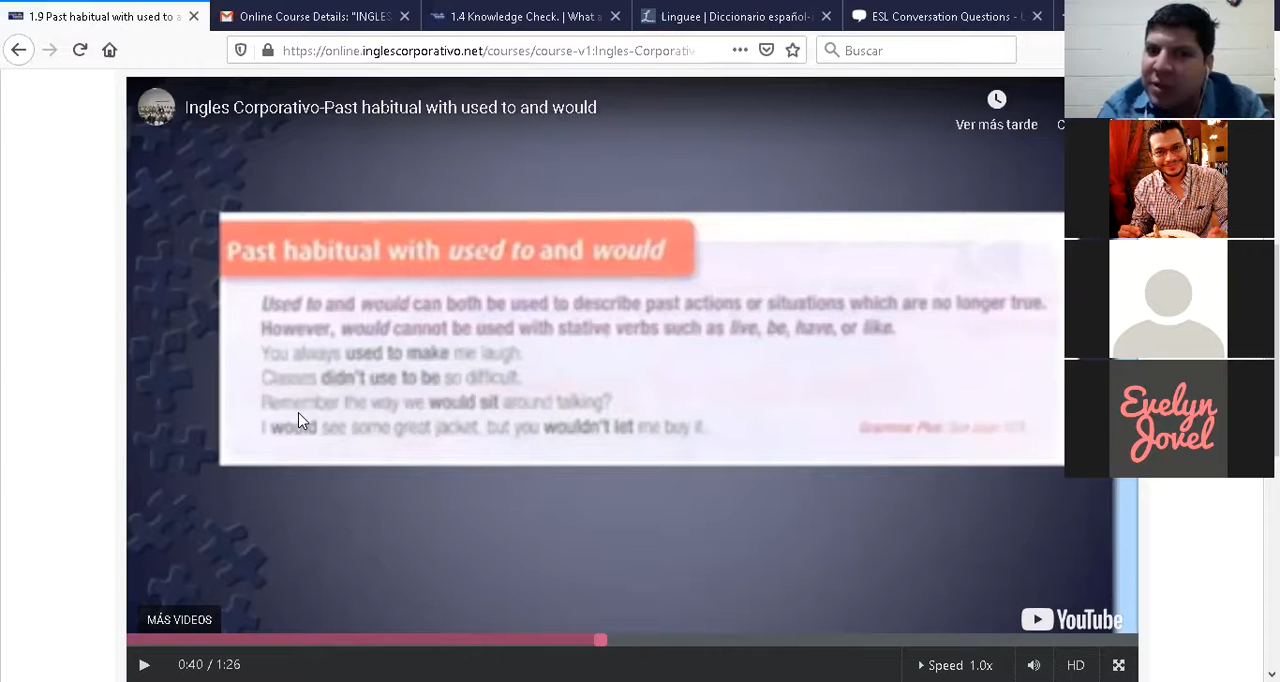 1.9 Past habitual with used to a
Online Course Details: "INGLES
1.4 Knowledge Check. | What a
Linguee | Diccionario español-
ESL Conversation Questions -
https://online.inglescorporativo.net/courses/course-v1:Ingles-Corporativ
Buscar
Ingles Corporativo-Past habitual with used to and would
Ver más tarde
C
Past habitual with used to and would
Used to and would can both be used to describe past actions or situations which are no longer true.
However, would cannot be used with stative verbs such as live, be, have, or like.
You always used to make me laugh.
Classes didn't use to be so difficult.
Remember the way we would sit around talking?
I would see some great jacket, but you wouldn't let me buy it.
Grammar Plus: See page
Evelyn
Jovel
MÁS VIDEOS
YouTube
0:40 / 1:26
Speed 1.0x
HD